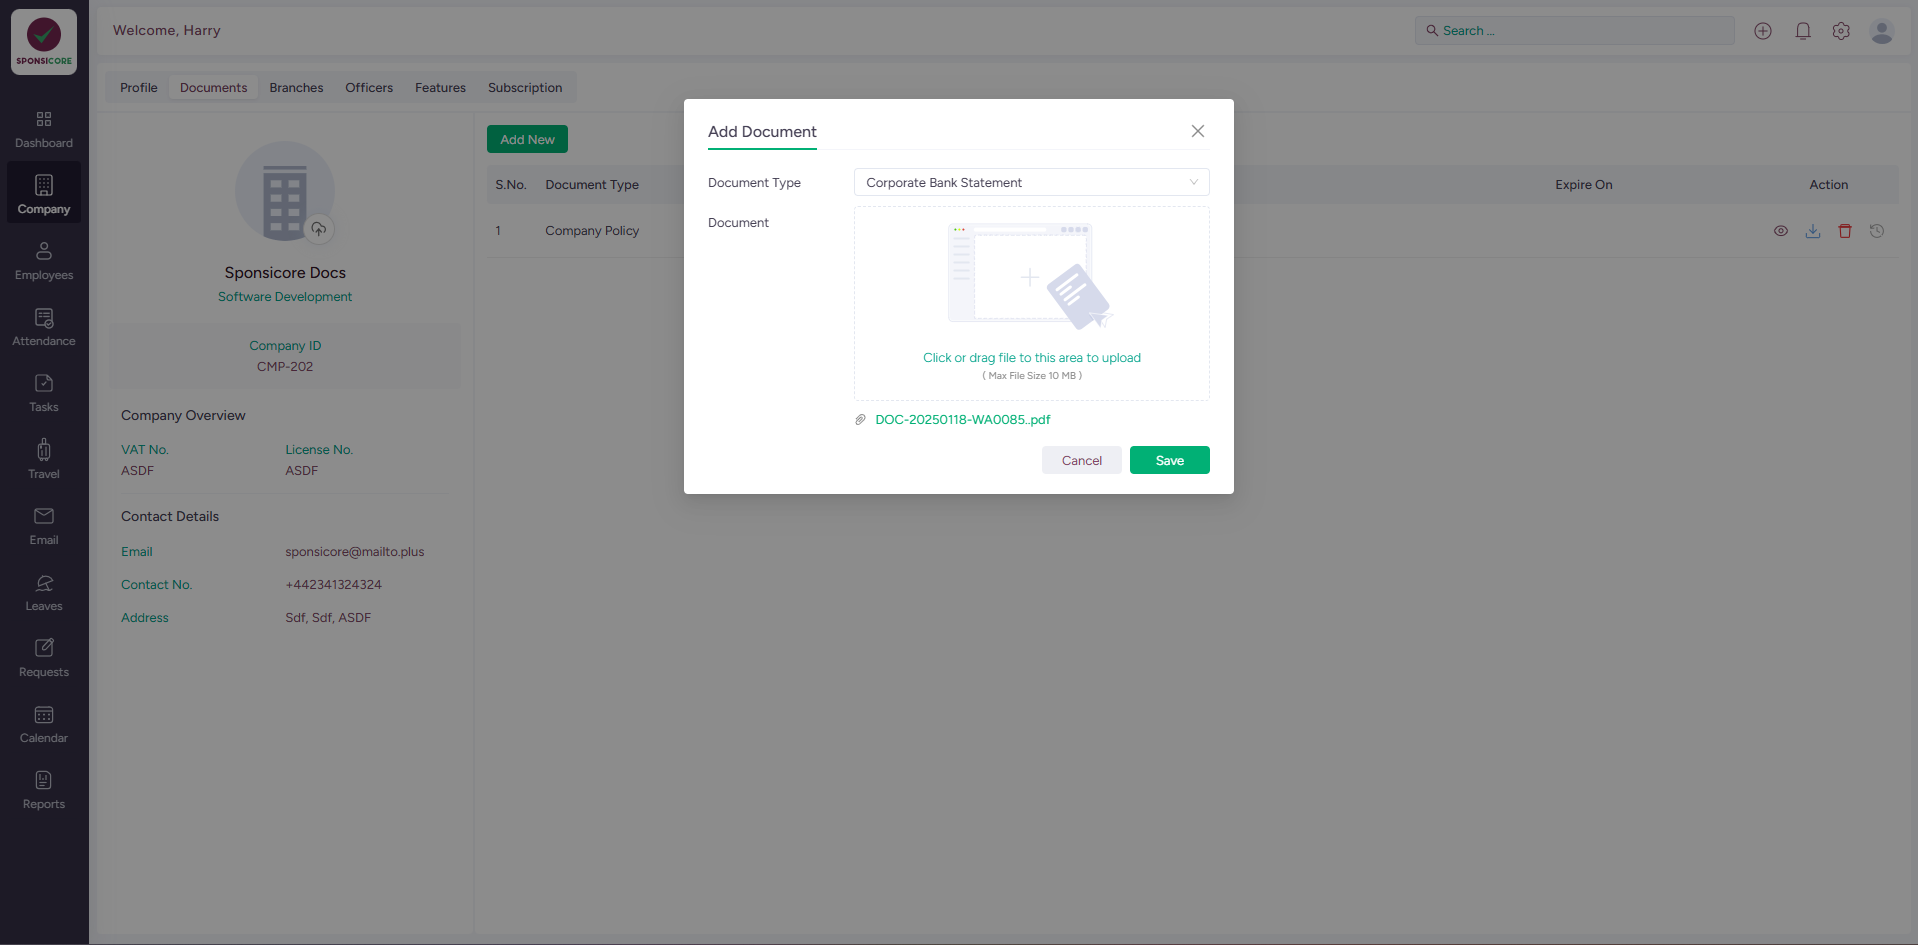 SPONSICORE
Welcome, Harry
Search ...
Profile
Documents
Branches
Officers
Features
Subscription
Dashboard
Company
Employees
Attendance
Tasks
Travel
Email
Leaves
Requests
Calendar
Reports
Sponsicore Docs
Software Development
Company ID
CMP-202
Company Overview
VAT No.
License No.
ASDF
ASDF
Contact Details
Email
sponsicore@mailto.plus
Contact No.
+442341324324
Address
Sdf, Sdf, ASDF
Add New
S.No.
Document Type
Expire On
Action
1
Company Policy
Add Document
Document Type
Corporate Bank Statement
Document
Click or drag file to this area to upload
( Max File Size 10 MB )
DOC-20250118-WA0085..pdf
Cancel
Save